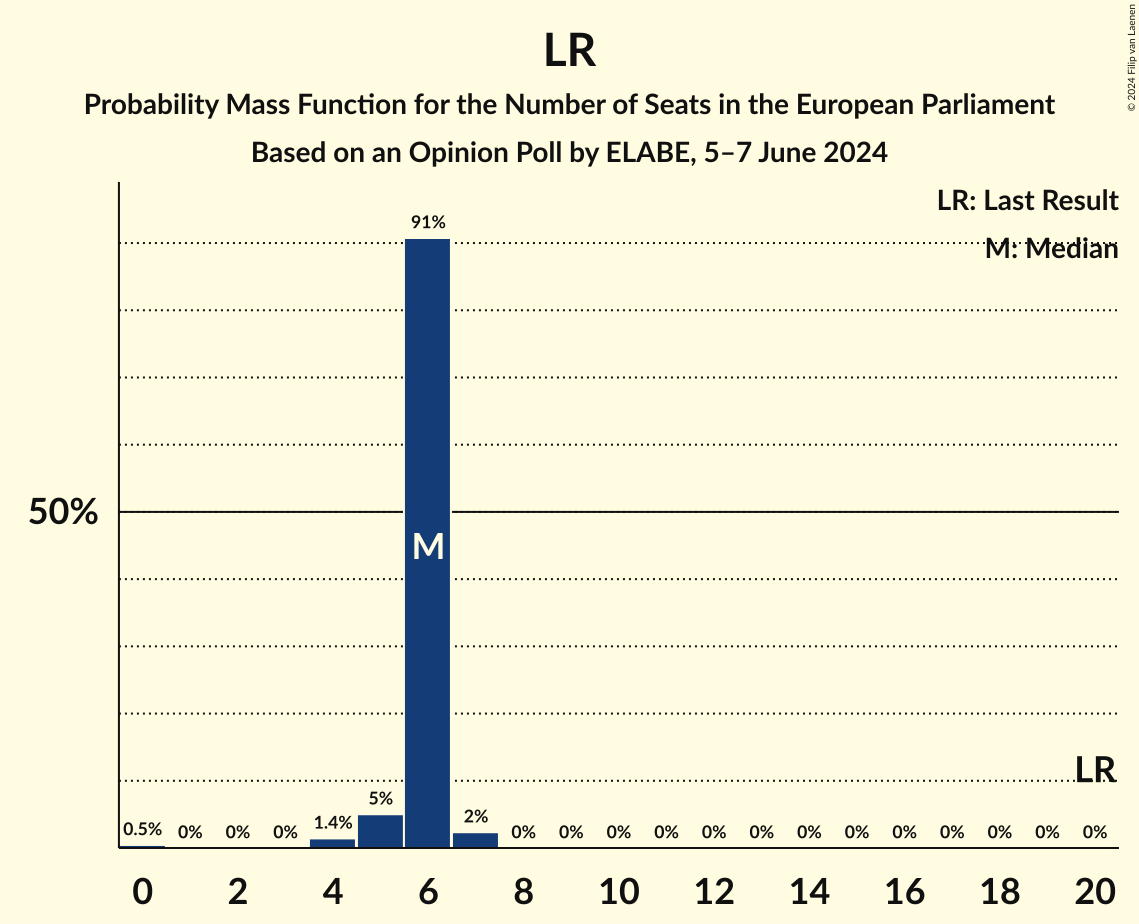 © 2024 Filip van Laenen
LR
Probability Mass Function for the Number of Seats in the European Parliament
Based on an Opinion Poll by ELABE, 5–7 June 2024
LR: Last Result
M: Median
91%
50%
M
LR
0.5% 0% 0% 0% 1.4% 5% 2% 0% 0% 0% 0% 0% 0% 0% 0% 0% 0% 0% 0% 0%
0 2 4 6 8 10 12 14 16 18 20